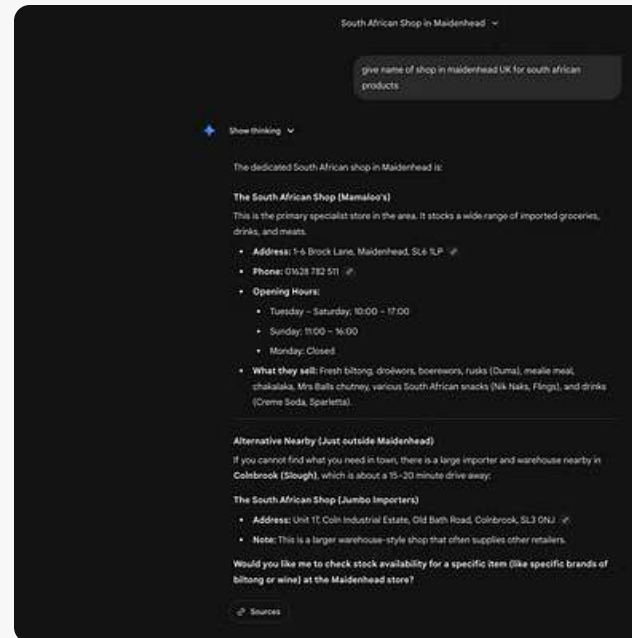 South African Shop in Maidenhead
give name of shop in maidenhead UK for south african
products
Show thinking
The dedicated South African shop in Maidenhead is:
The South African Shop (Mamaloo's)
This is the primary specialist store in the area. It stocks a wide range of imported groceries,
drinks, and meats.
• Address: 1-6 Brock Lane, Maidenhead, SL6 1LP
• Phone: 01628 782 511
• Opening Hours:
• Tuesday – Saturday: 10:00 – 17:00
• Sunday: 11:00 – 16:00
• Monday: Closed
• What they sell: Fresh biltong, droëwors, boerewors, rusks (Ouma), mealie meal,
chakalaka, Mrs Balls chutney, various South African snacks (Nik Naks, Flings), and drinks
(Creme Soda, Sparletta).
Alternative Nearby (Just outside Maidenhead)
If you cannot find what you need in town, there is a large importer and warehouse nearby in
Colnbrook (Slough), which is about a 15–20 minute drive away:
The South African Shop (Jumbo Importers)
• Address: Unit 17, Coln Industrial Estate, Old Bath Road, Colnbrook, SL3 0NJ
• Note: This is a larger warehouse-style shop that often supplies other retailers.
Would you like me to check stock availability for a specific item (like specific brands of
biltong or wine) at the Maidenhead store?
Sources